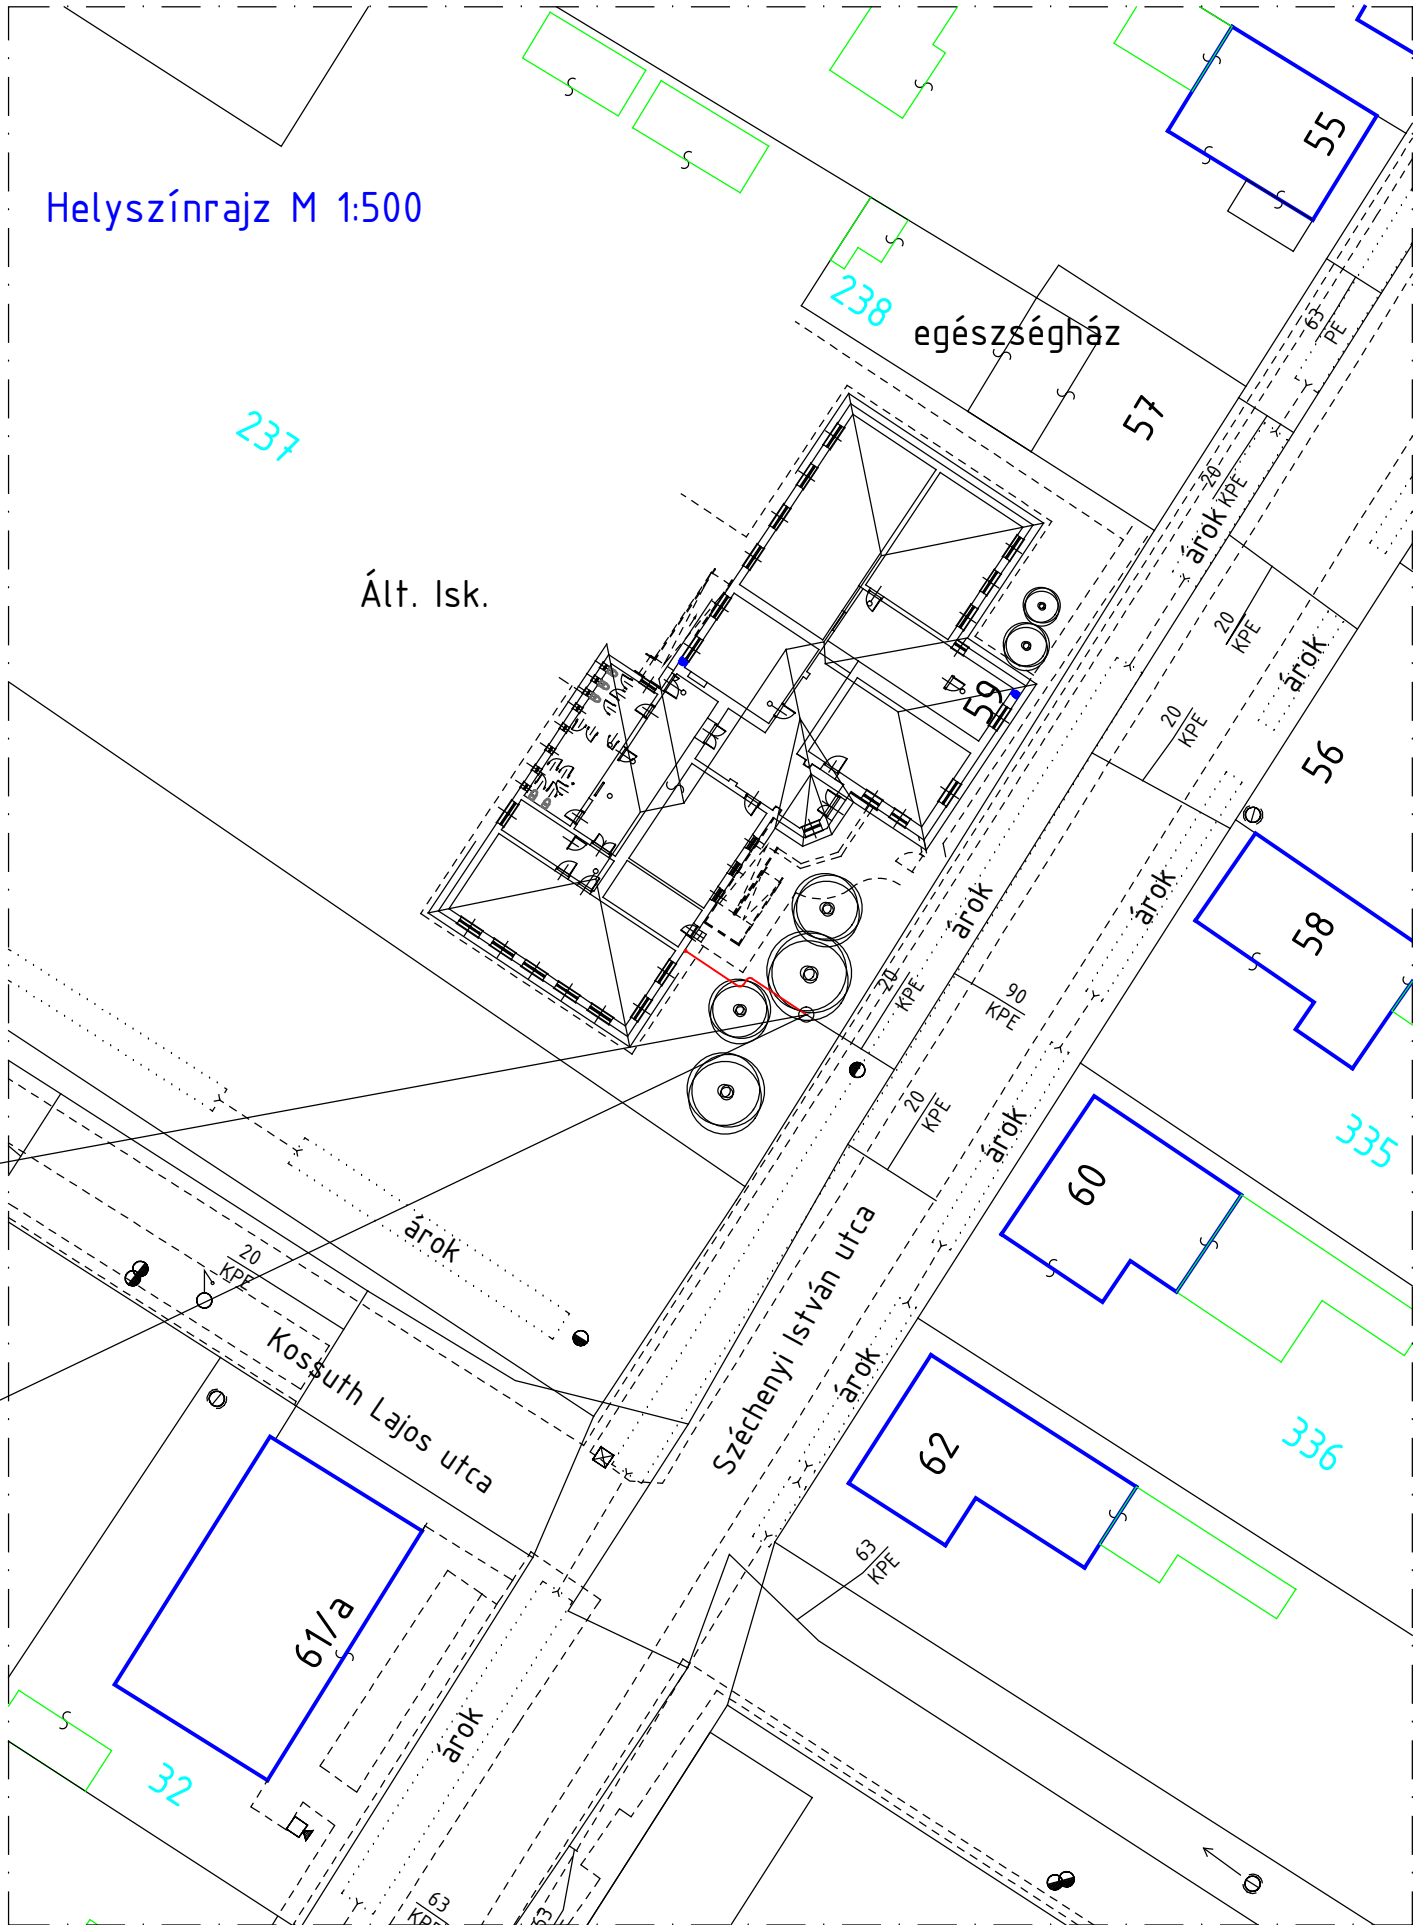 55
Helyszínrajz M 1:500
238
egészségház
63
PE
57
237
20
KPE
árok
Ált. Isk.
20
KPE
árok
59
20
KPE
56
árok
árok
58
20
KPE
90
KPE
20
KPE
árok
335
60
árok
20
KPE
Széchenyi István utca
Kossuth Lajos utca
árok
62
336
63
KPE
61/a
árok
32
63
KPE
63